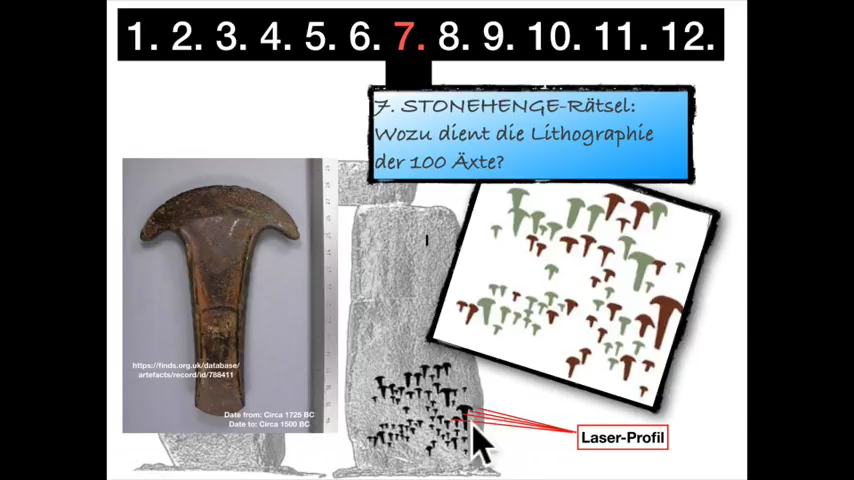 1. 2. 3. 4. 5. 6. 7. 8. 9. 10. 11. 12.
7. STONEHENGE-Rätsel:
Wozu dient die Lithographie
der 100 Äxte?
https://finds.org.uk/database/
artefacts/record/id/788411
Date from: Circa 1725 BC
Date to: Circa 1500 BC
Laser-Profil